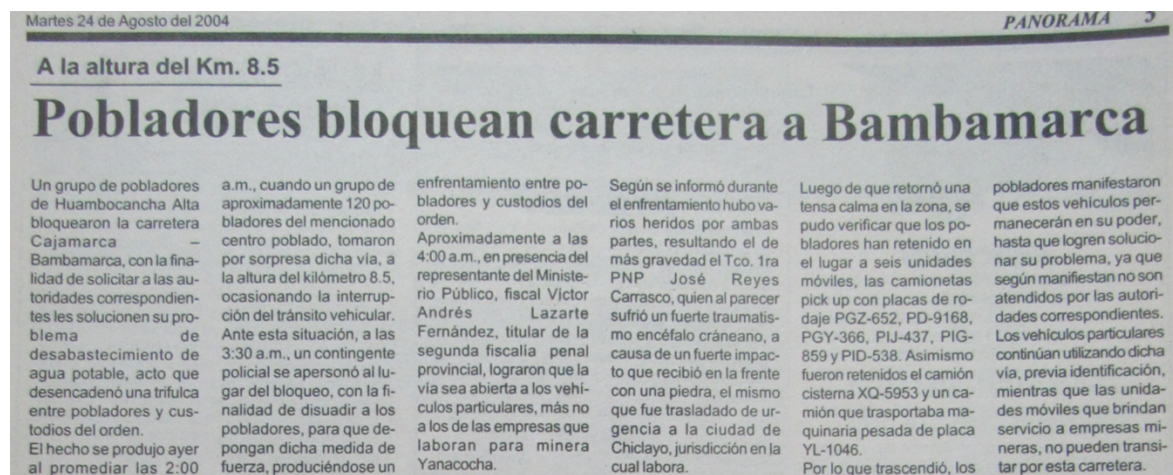 Martes 24 de Agosto del 2004
PANORAMA
A la altura del Km. 8.5
Pobladores bloquean carretera a Bambamarca
Un grupo de pobladores
de Huambocancha Alta
bloquearon la carretera
Cajamarca –
Bambamarca, con la fina-
lidad de solicitar a las au-
toridades correspondien-
tes les solucionen su pro-
blema de
desabastecimiento de
agua potable, acto que
desencadenó una trifulca
entre pobladores y cus-
todios del orden.
El hecho se produjo ayer
al promediar las 2:00
a.m., cuando un grupo de
aproximadamente 120 po-
bladores del mencionado
centro poblado, tomaron
por sorpresa dicha vía, a
la altura del kilómetro 8.5,
ocasionando la interrup-
ción del tránsito vehicular.
Ante esta situación, a las
3:30 a.m., un contingente
policial se apersonó al lu-
gar del bloqueo, con la fi-
nalidad de disuadir a los
pobladores, para que de-
pongan dicha medida de
fuerza, produciéndose un
enfrentamiento entre po-
bladores y custodios del
orden.
Aproximadamente a las
4:00 a.m., en presencia del
representante del Ministe-
rio Público, fiscal Víctor
Andrés Lazarte
Fernández, titular de la
segunda fiscalía penal
provincial, lograron que la
vía sea abierta a los vehí-
culos particulares, más no
a los de las empresas que
laboran para minera
Yanacocha.
Según se informó durante
el enfrentamiento hubo va-
rios heridos por ambas
partes, resultando el de
más gravedad el Tco. 1ra
PNP José Reyes
Carrasco, quien al parecer
sufrió un fuerte traumatis-
mo encéfalo cráneano, a
causa de un fuerte impac-
to que recibió en la frente
con una piedra, el mismo
que fue trasladado de ur-
gencia a la ciudad de
Chiclayo, jurisdicción en la
cual labora.
Luego de que retornó una
tensa calma en la zona, se
pudo verificar que los po-
bladores han retenido en
el lugar a seis unidades
móviles, las camionetas
pick up con placas de ro-
daje PGZ-652, PD-9168,
PGY-366, PIJ-437, PIG-
859 y PID-538. Asimismo
fueron retenidos el camión
cisterna XQ-5953 y un ca-
mión que trasportaba ma-
quinaria pesada de placa
YL-1046.
Por lo que trascendió, los
pobladores manifestaron
que estos vehículos per-
manecerán en su poder,
hasta que logren solucio-
nar su problema, ya que
según manifiestan no son
atendidos por las autori-
dades correspondientes.
Los vehículos particulares
continúan utilizando dicha
vía, previa identificación,
mientras que las unida-
des móviles que brindan
servicio a empresas mi-
neras, no pueden transi-
tar por esta carretera.